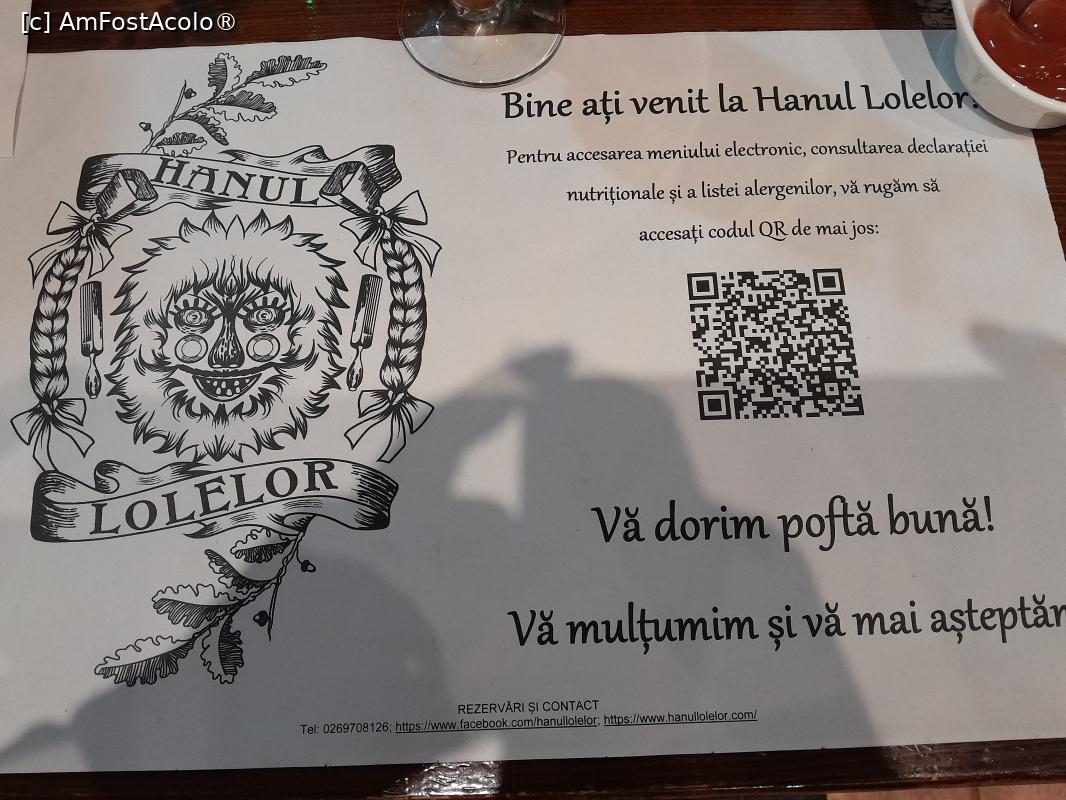 [c] AmFostAcolo®
HANUL
LOLELOR
Bine ați venit la Hanul Lolelor!
Pentru accesarea meniului electronic, consultarea declarației
nutriționale și a listei alergenilor, vă rugăm să
accesați codul QR de mai jos:
Vă dorim poftă bună!
Vă mulțumim și vă mai așteptăm
REZERVĂRI ȘI CONTACT
Tel: 0269708126; https://www.facebook.com/hanullolelor; https://www.hanullolelor.com/